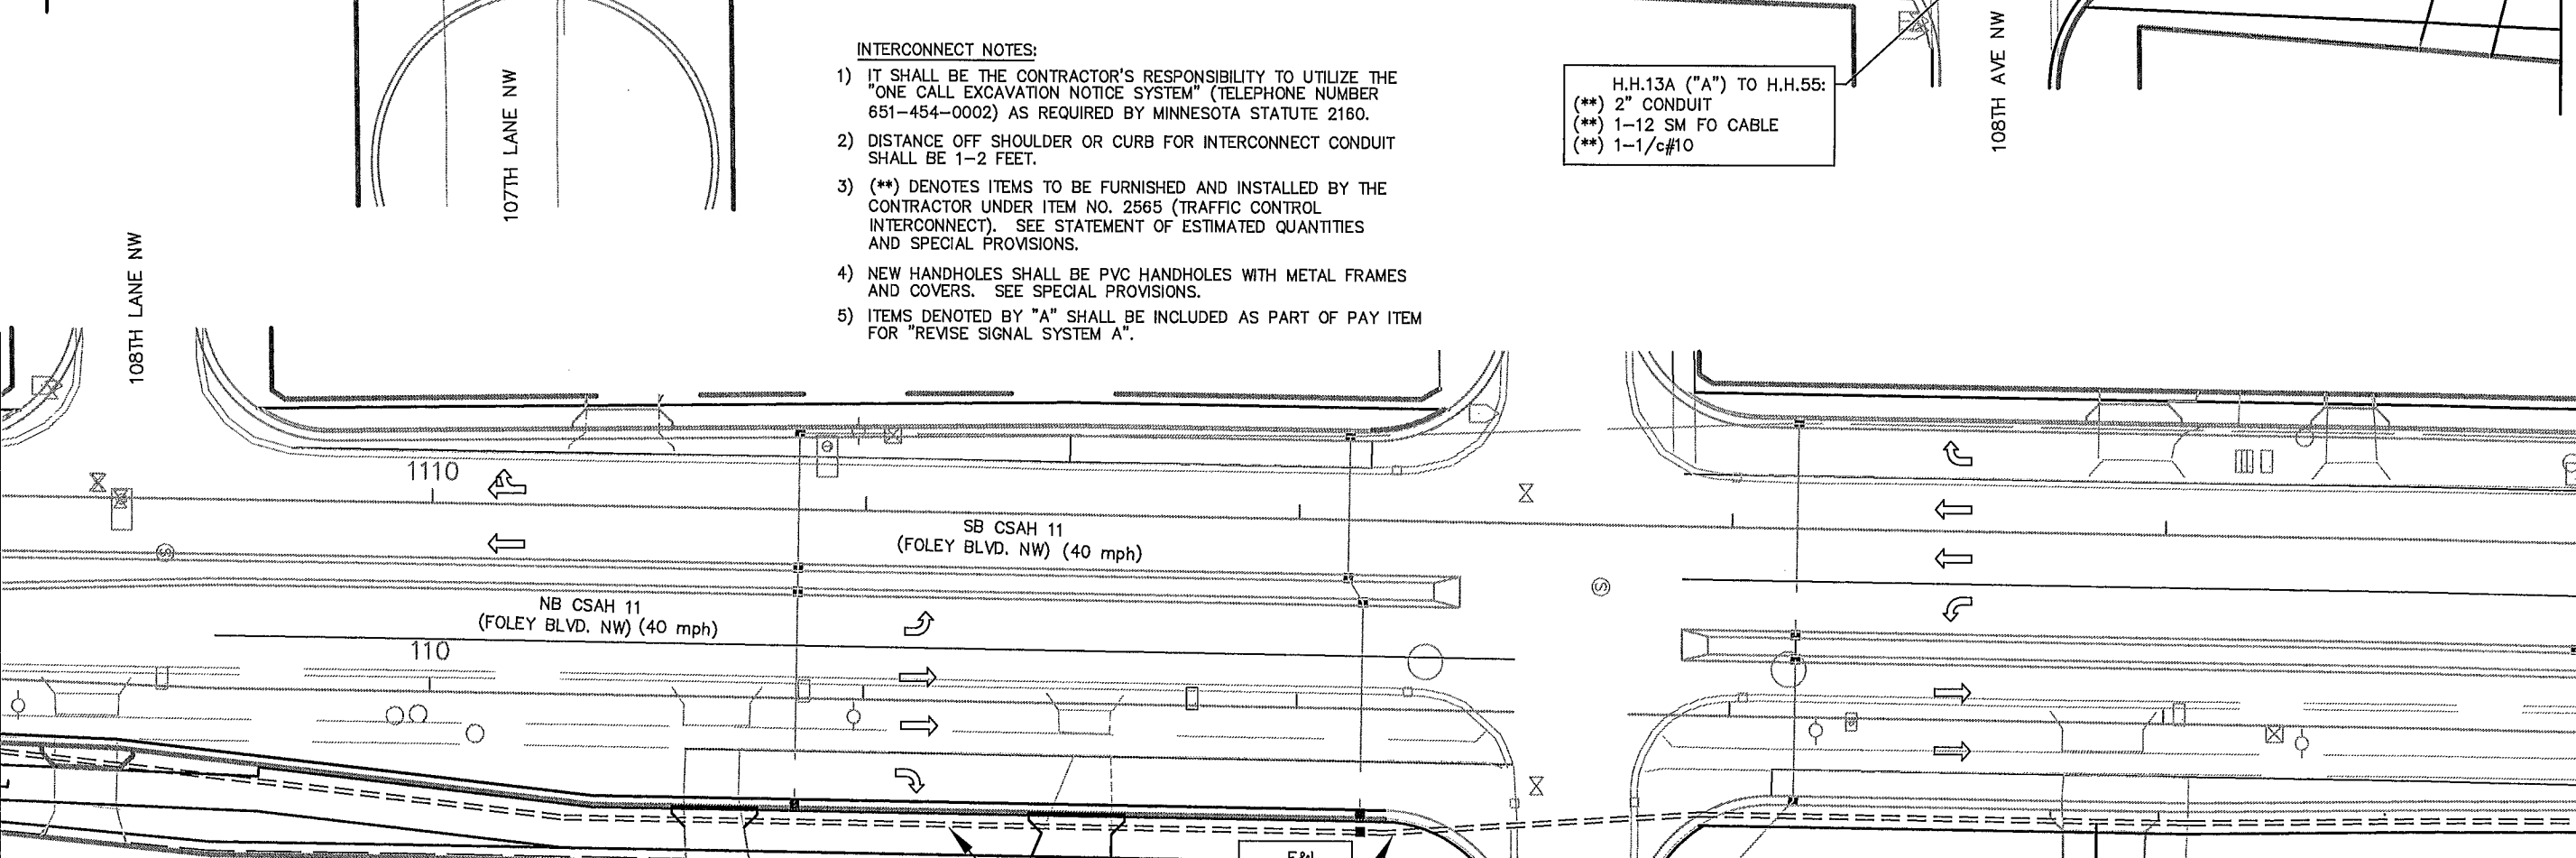 INTERCONNECT NOTES:
1) IT SHALL BE THE CONTRACTOR'S RESPONSIBILITY TO UTILIZE THE
"ONE CALL EXCAVATION NOTICE SYSTEM" (TELEPHONE NUMBER
651-454-0002) AS REQUIRED BY MINNESOTA STATUTE 2160.
2) DISTANCE OFF SHOULDER OR CURB FOR INTERCONNECT CONDUIT
SHALL BE 1-2 FEET.
3) (**) DENOTES ITEMS TO BE FURNISHED AND INSTALLED BY THE
CONTRACTOR UNDER ITEM NO. 2565 (TRAFFIC CONTROL
INTERCONNECT). SEE STATEMENT OF ESTIMATED QUANTITIES
AND SPECIAL PROVISIONS.
4) NEW HANDHOLES SHALL BE PVC HANDHOLES WITH METAL FRAMES
AND COVERS. SEE SPECIAL PROVISIONS.
5) ITEMS DENOTED BY "A" SHALL BE INCLUDED AS PART OF PAY ITEM
FOR "REVISE SIGNAL SYSTEM A".
H.H.13A ("A") TO H.H.55:
(**) 2" CONDUIT
(**) 1-12 SM FO CABLE
(**) 1-1/c#10
107TH LANE NW
108TH AVE NW
108TH LANE NW
1110
SB CSAH 11
(FOLEY BLVD. NW) (40 mph)
NB CSAH 11
(FOLEY BLVD. NW) (40 mph)
110
S
S